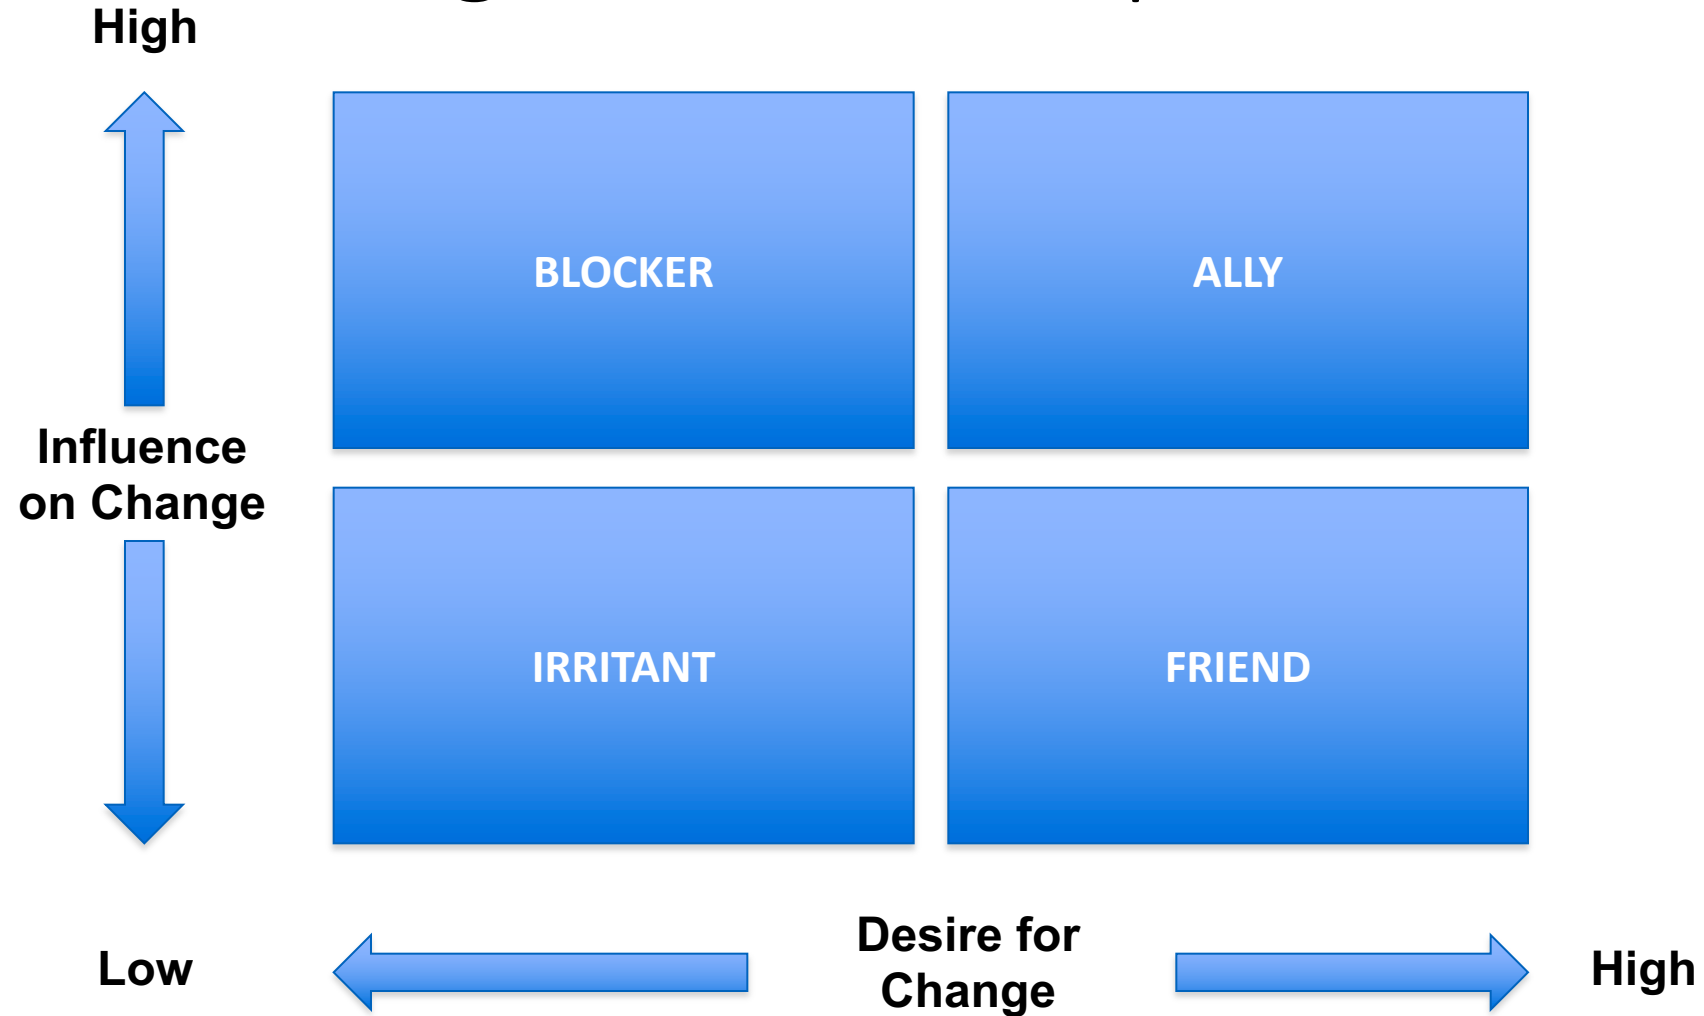 High
BLOCKER
ALLY
Influence
on Change
IRRITANT
FRIEND
Low
Desire for
Change
High